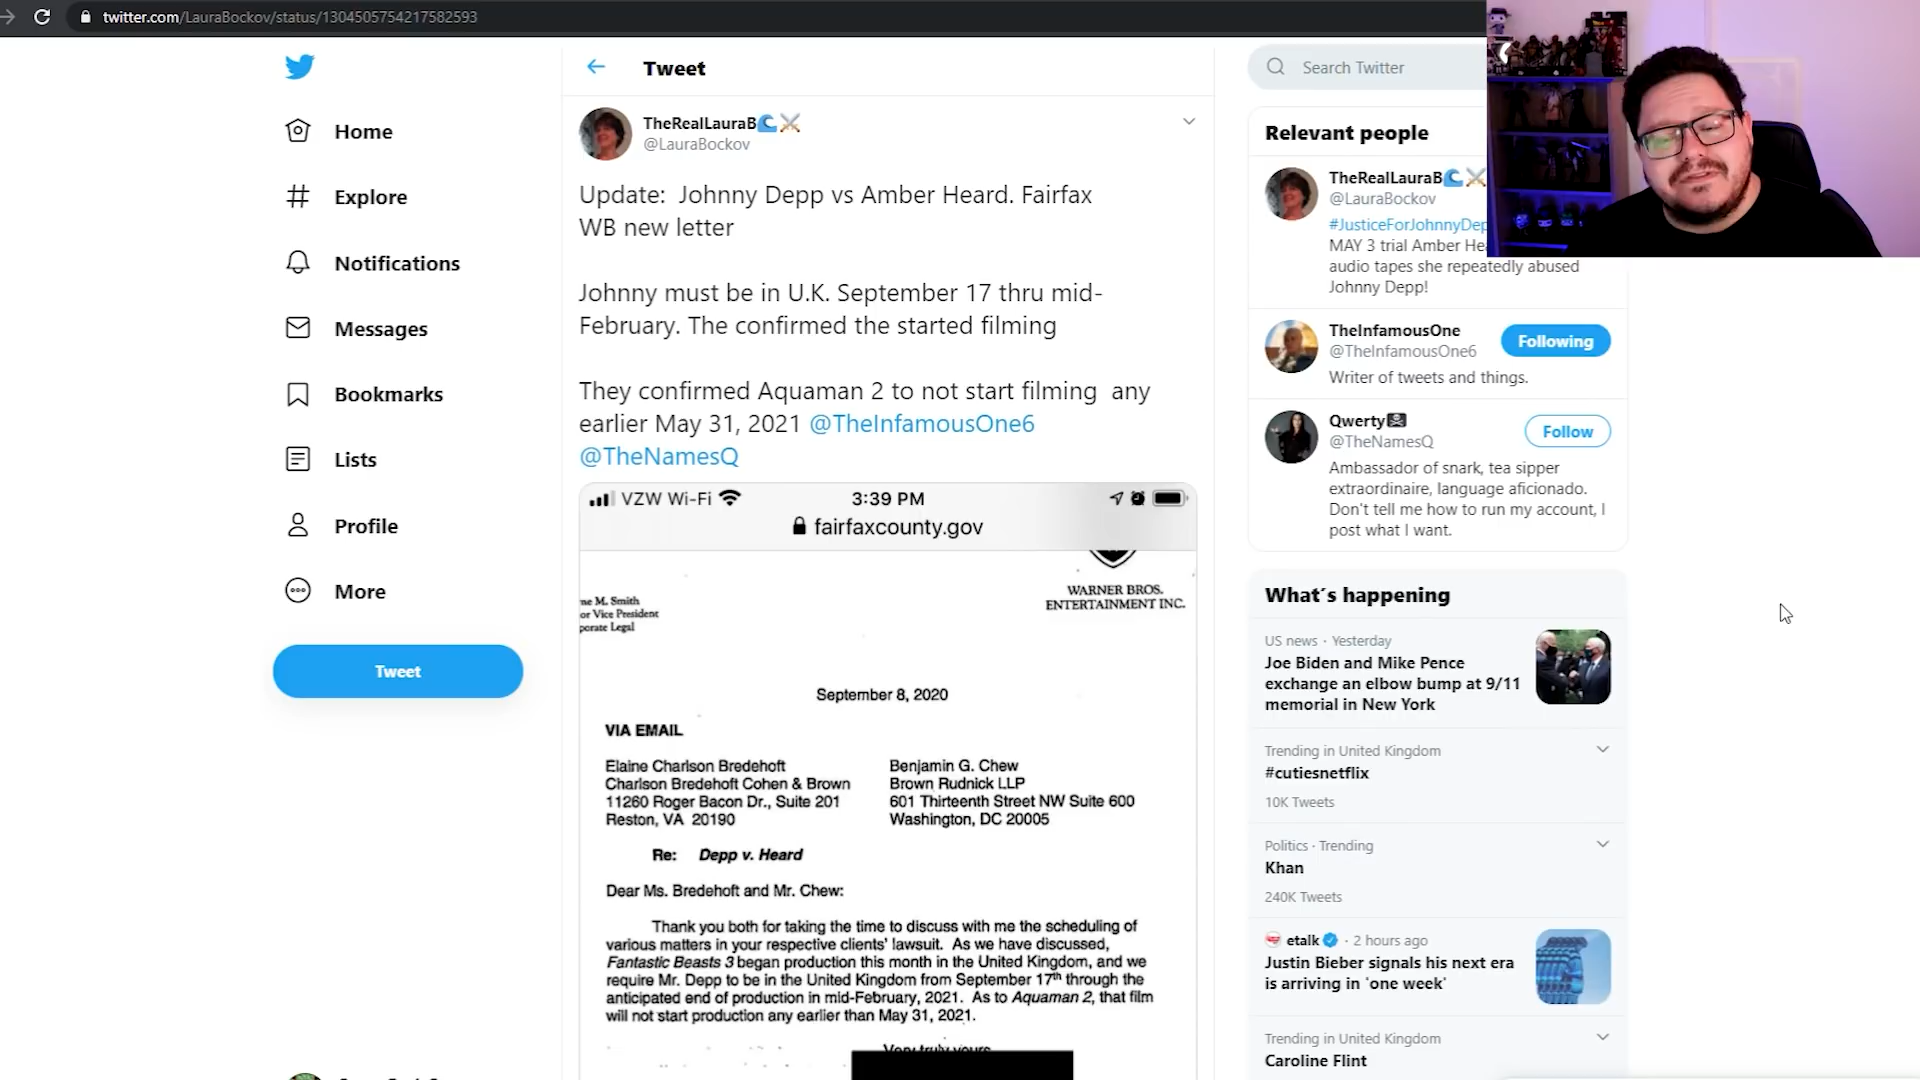 twitter.com/LauraBockov/status/1304505754217582593
Home
Explore
Notifications
Messages
Bookmarks
Lists
Profile
More
Tweet
Tweet
TheRealLauraB🌊⚔️
@LauraBockov
Update: Johnny Depp vs Amber Heard. Fairfax
WB new letter
Johnny must be in U.K. September 17 thru mid-
February. The confirmed the started filming
They confirmed Aquaman 2 to not start filming any
earlier May 31, 2021 @TheInfamousOne6
@TheNamesQ
VZW Wi-Fi
3:39 PM
fairfaxcounty.gov
WARNER BROS.
ENTERTAINMENT INC.
ne M. Smith
or Vice President
porate Legal
September 8, 2020
VIA EMAIL
Elaine Charlson Bredehoft
Charlson Bredehoft Cohen & Brown
11260 Roger Bacon Dr., Suite 201
Reston, VA 20190
Benjamin G. Chew
Brown Rudnick LLP
601 Thirteenth Street NW Suite 600
Washington, DC 20005
Re: Depp v. Heard
Dear Ms. Bredehoft and Mr. Chew:
Thank you both for taking the time to discuss with me the scheduling of
various matters in your respective clients' lawsuit. As we have discussed,
Fantastic Beasts 3 began production this month in the United Kingdom, and we
require Mr. Depp to be in the United Kingdom from September 17th through the
anticipated end of production in mid-February, 2021. As to Aquaman 2, that film
will not start production any earlier than May 31, 2021.
Very truly yours
Search Twitter
Relevant people
TheRealLauraB🌊⚔️
@LauraBockov
#JusticeForJohnnyDep
MAY 3 trial Amber Hea
audio tapes she repeatedly abused
Johnny Depp!
TheInfamousOne
@TheInfamousOne6
Following
Writer of tweets and things.
Qwerty🏴‍☠️
@TheNamesQ
Follow
Ambassador of snark, tea sipper
extraordinaire, language aficionado.
Don't tell me how to run my account, I
post what I want.
What's happening
US news · Yesterday
Joe Biden and Mike Pence
exchange an elbow bump at 9/11
memorial in New York
Trending in United Kingdom
#cutiesnetflix
10K Tweets
Politics · Trending
Khan
240K Tweets
etalk · 2 hours ago
Justin Bieber signals his next era
is arriving in 'one week'
Trending in United Kingdom
Caroline Flint